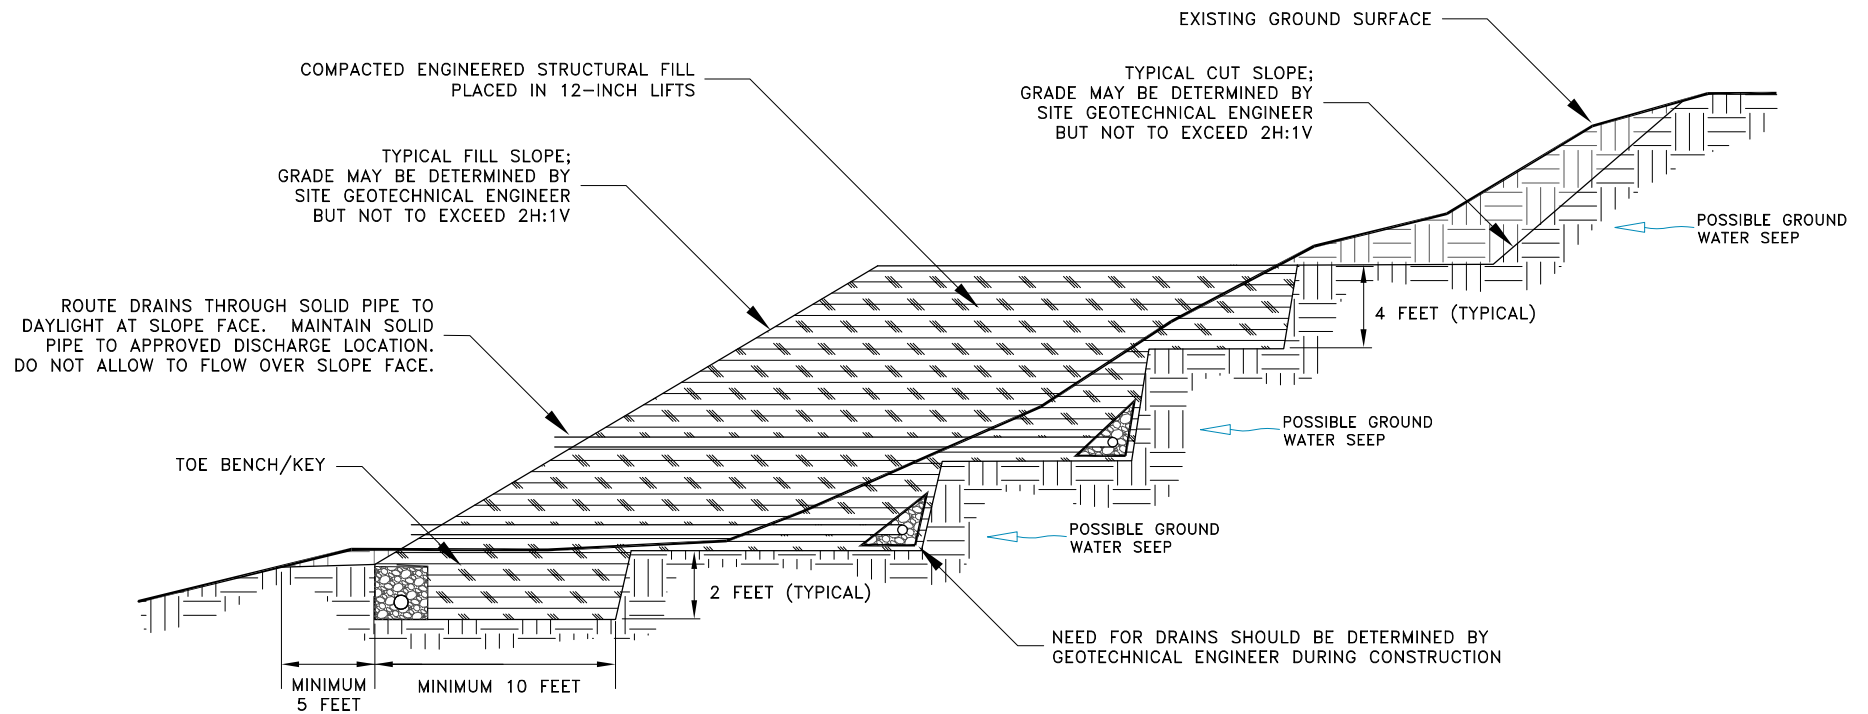 EXISTING GROUND SURFACE
COMPACTED ENGINEERED STRUCTURAL FILL
PLACED IN 12-INCH LIFTS
TYPICAL CUT SLOPE;
GRADE MAY BE DETERMINED BY
SITE GEOTECHNICAL ENGINEER
BUT NOT TO EXCEED 2H:1V
TYPICAL FILL SLOPE;
GRADE MAY BE DETERMINED BY
SITE GEOTECHNICAL ENGINEER
BUT NOT TO EXCEED 2H:1V
POSSIBLE GROUND
WATER SEEP
ROUTE DRAINS THROUGH SOLID PIPE TO
DAYLIGHT AT SLOPE FACE. MAINTAIN SOLID
PIPE TO APPROVED DISCHARGE LOCATION.
DO NOT ALLOW TO FLOW OVER SLOPE FACE.
4 FEET (TYPICAL)
POSSIBLE GROUND
WATER SEEP
TOE BENCH/KEY
POSSIBLE GROUND
WATER SEEP
2 FEET (TYPICAL)
NEED FOR DRAINS SHOULD BE DETERMINED BY
GEOTECHNICAL ENGINEER DURING CONSTRUCTION
MINIMUM
5 FEET
MINIMUM 10 FEET